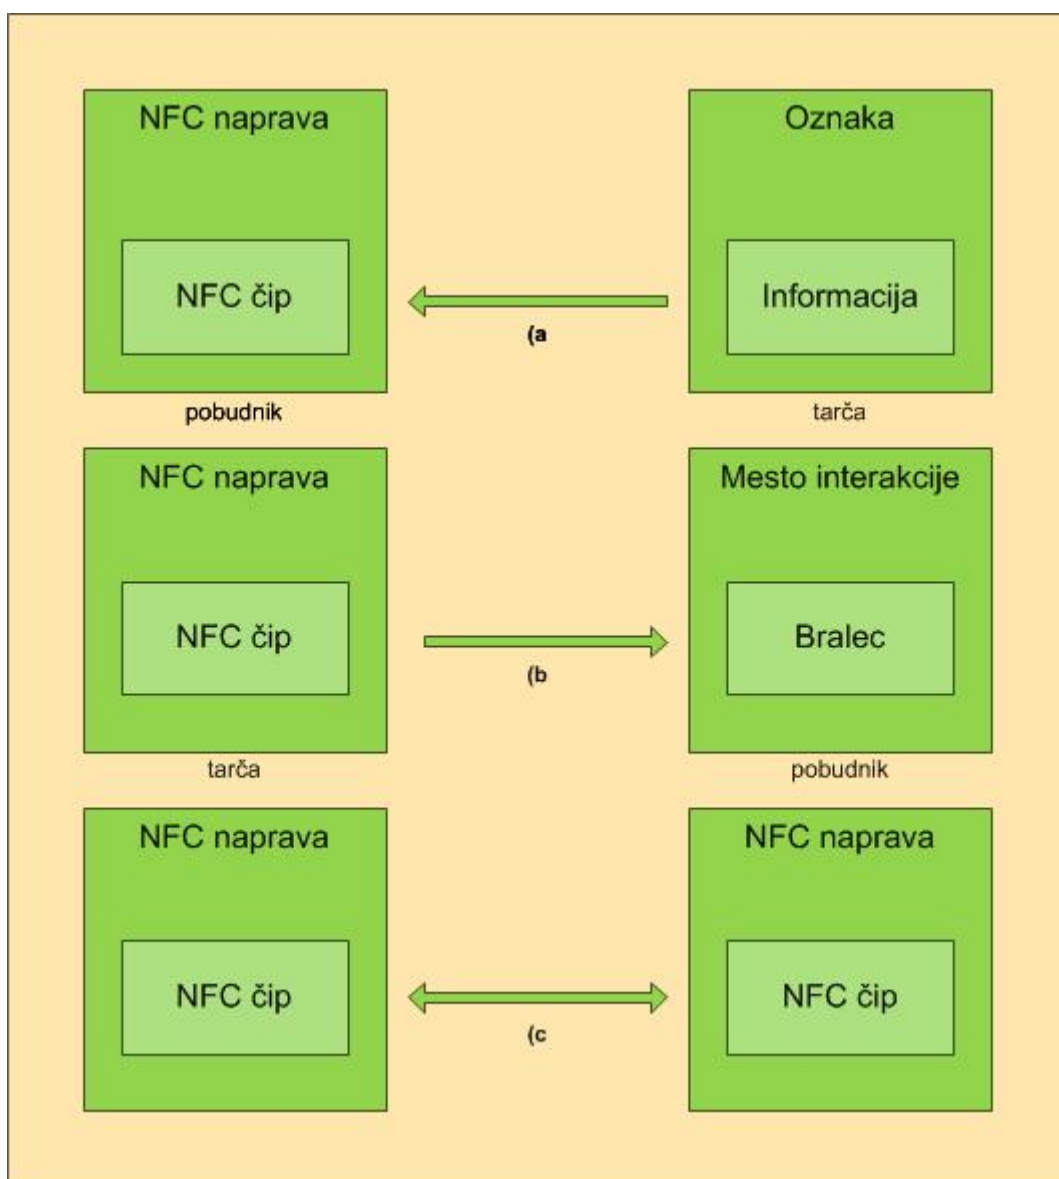 NFC naprava
Oznaka
NFC čip
Informacija
(a
pobudnik
tarča
NFC naprava
Mesto interakcije
NFC čip
Bralec
(b
tarča
pobudnik
NFC naprava
NFC naprava
NFC čip
NFC čip
(c